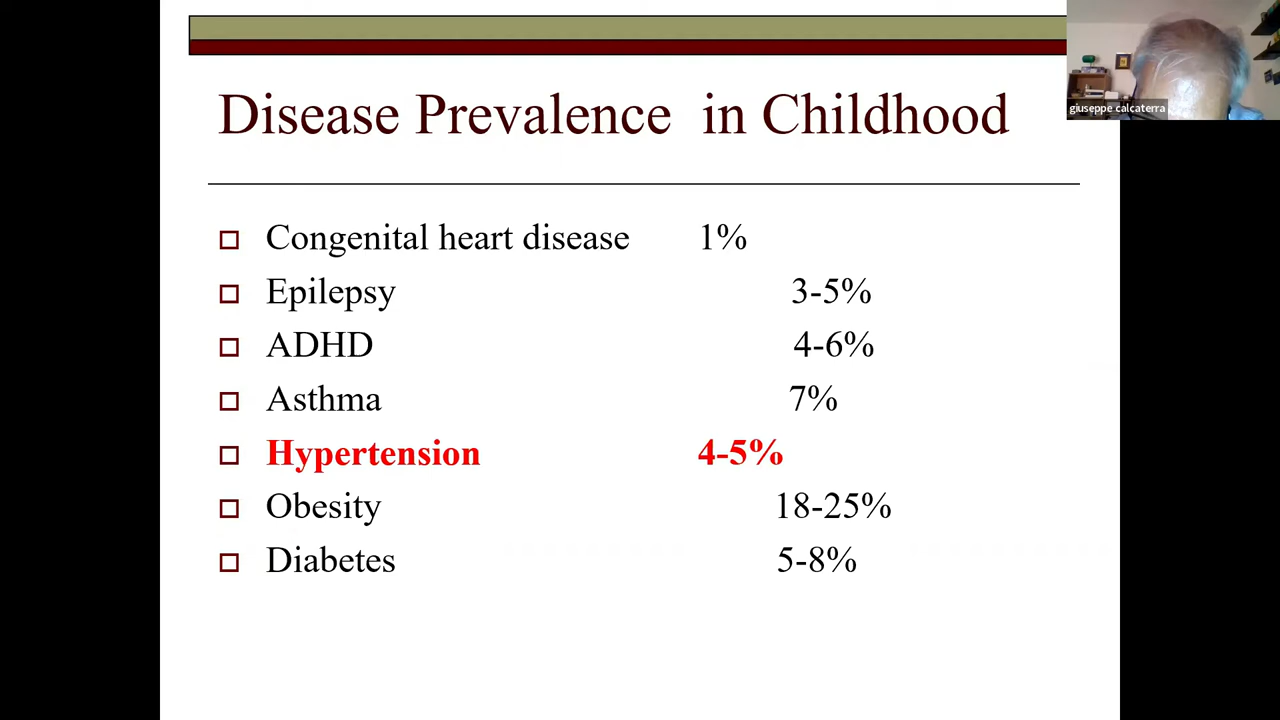 Disease Prevalence in Childhood
giuseppe calcaterra
Congenital heart disease 1%
Epilepsy 3-5%
ADHD 4-6%
Asthma 7%
Hypertension 4-5%
Obesity 18-25%
Diabetes 5-8%